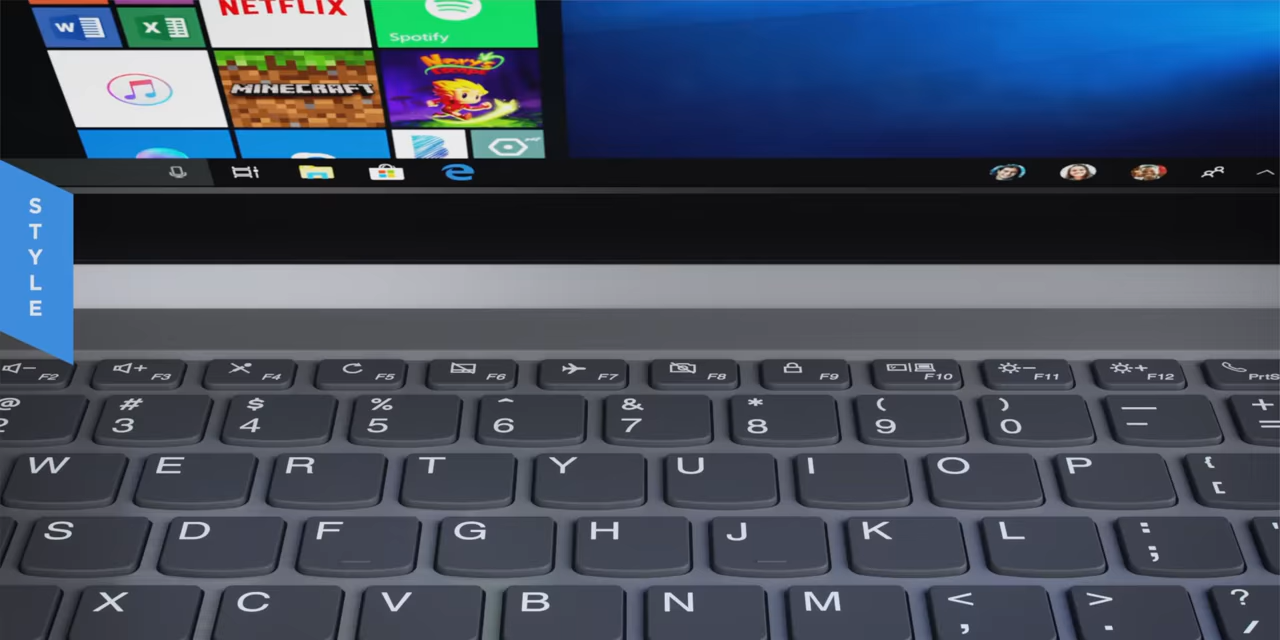 NETFLIX
W
X
Spotify
MINECRAFT
STYLE
F2
F3
F4
F5
F6
F7
F8
F9
F10
F11
F12
@ # $ % ^ & * ( ) — +
2 3 4 5 6 7 8 9 0 - =
W E R T Y U I O P { [
S D F G H J K L : ;
X C V B N M < , > . ? /